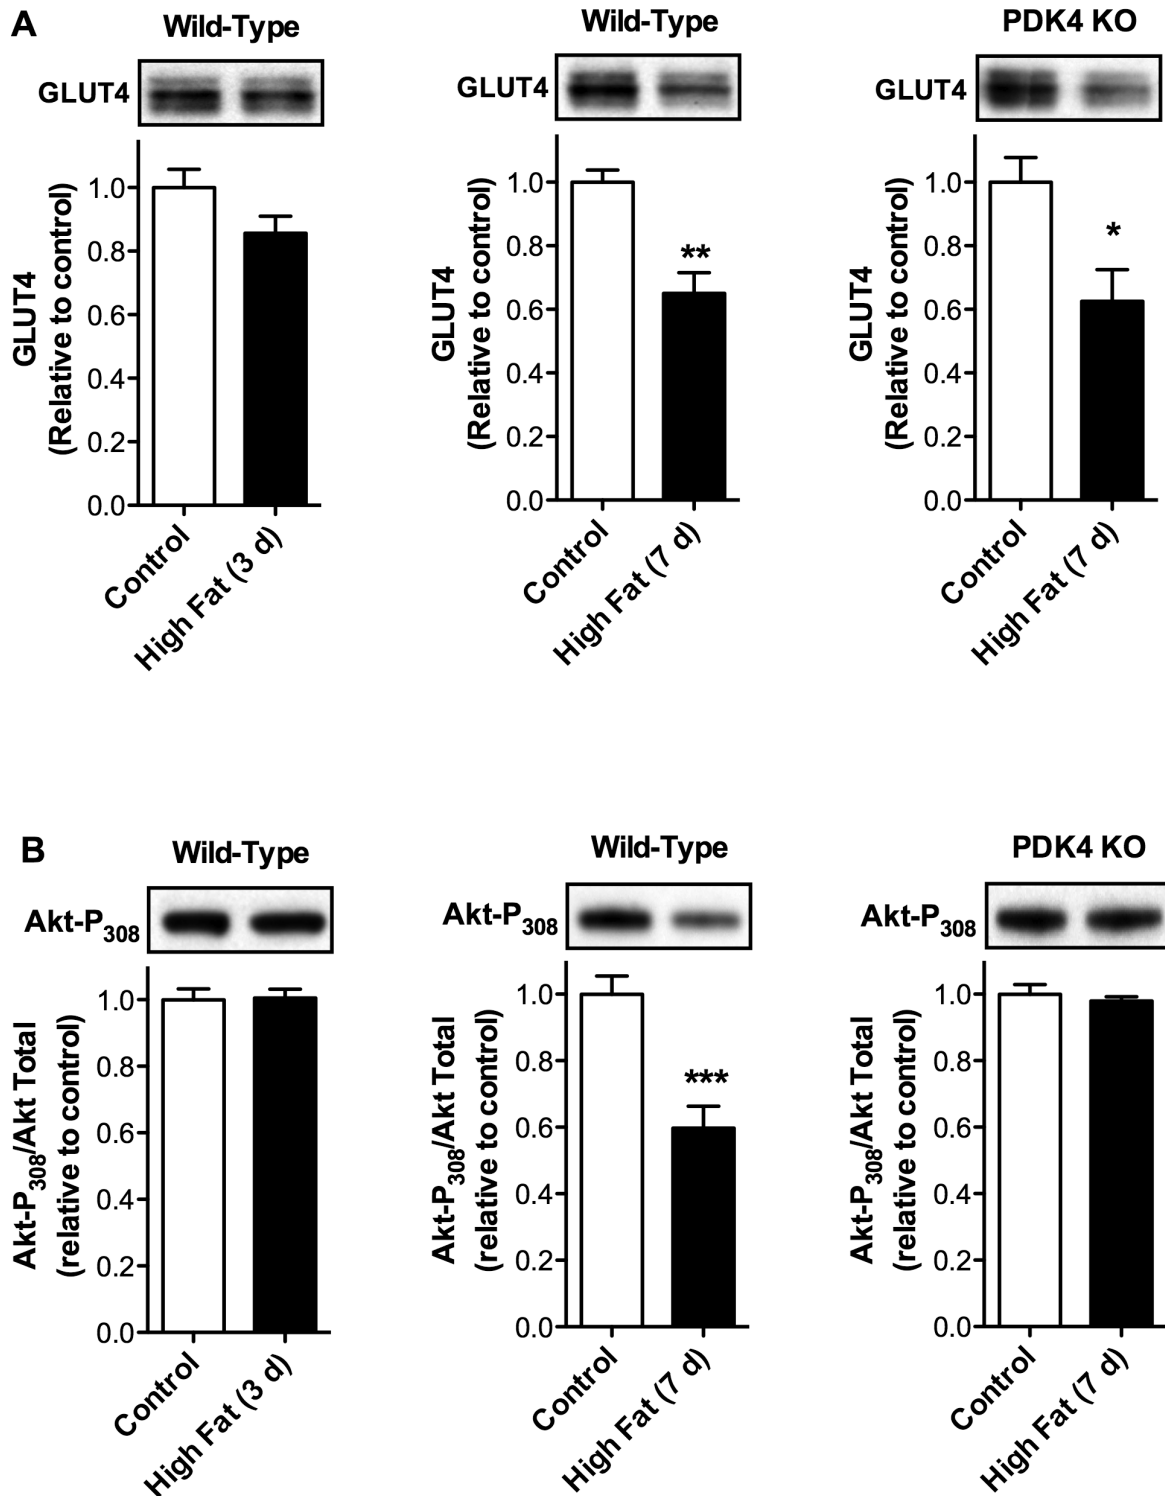 A
Wild-Type
GLUT4
GLUT4
(Relative to control)
1.0
0.8
0.6
0.4
0.2
0.0
Control
High Fat (3 d)
Wild-Type
GLUT4
GLUT4
(Relative to control)
1.0
0.8
0.6
0.4
0.2
0.0
**
Control
High Fat (7 d)
PDK4 KO
GLUT4
GLUT4
(Relative to control)
1.0
0.8
0.6
0.4
0.2
0.0
*
Control
High Fat (7 d)
B
Wild-Type
Akt-P308
Akt-P308/Akt Total
(relative to control)
1.0
0.8
0.6
0.4
0.2
0.0
Control
High Fat (3 d)
Wild-Type
Akt-P308
Akt-P308/Akt Total
(relative to control)
1.0
0.8
0.6
0.4
0.2
0.0
***
Control
High Fat (7 d)
PDK4 KO
Akt-P308
Akt-P308/Akt Total
(relative to control)
1.0
0.8
0.6
0.4
0.2
0.0
Control
High Fat (7 d)